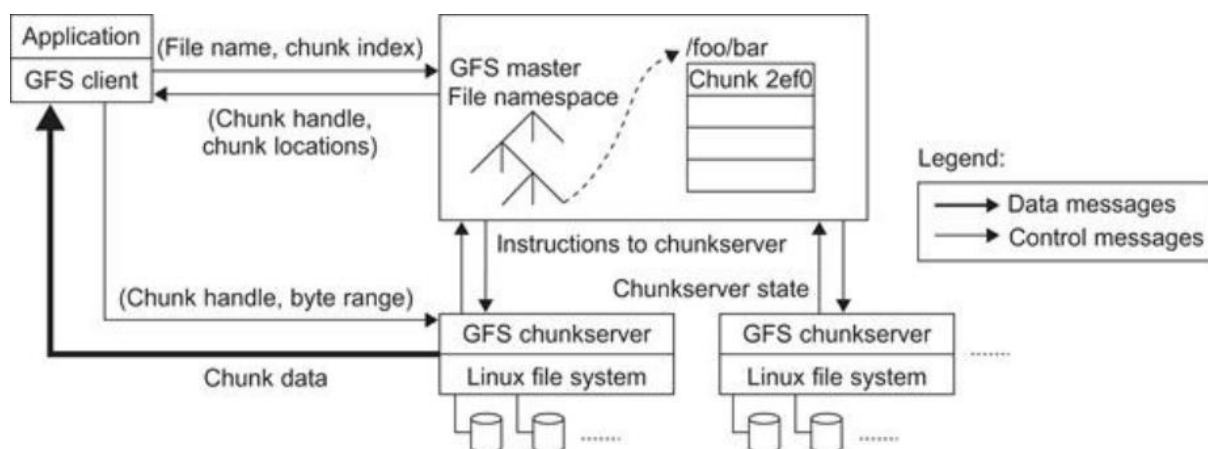 Application
GFS client
(File name, chunk index)
(Chunk handle,
chunk locations)
GFS master
File namespace
/foo/bar
Chunk 2ef0
Legend:
Data messages
Control messages
Instructions to chunkserver
Chunkserver state
(Chunk handle, byte range)
Chunk data
GFS chunkserver
Linux file system
GFS chunkserver
Linux file system